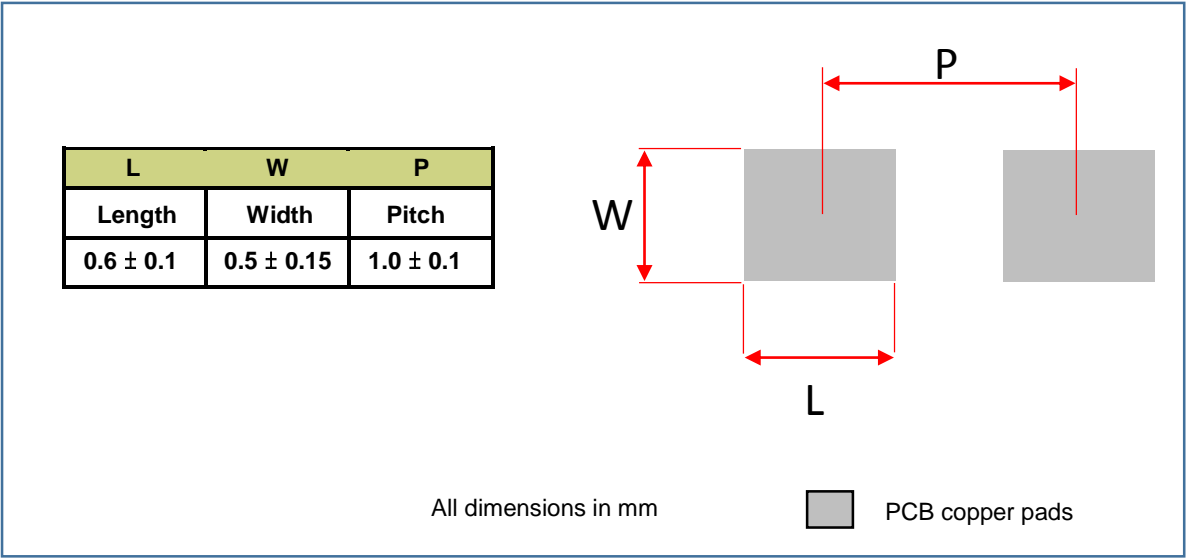 L W P
Length Width Pitch
0.6 ± 0.1 0.5 ± 0.15 1.0 ± 0.1
P
W
L
All dimensions in mm
PCB copper pads